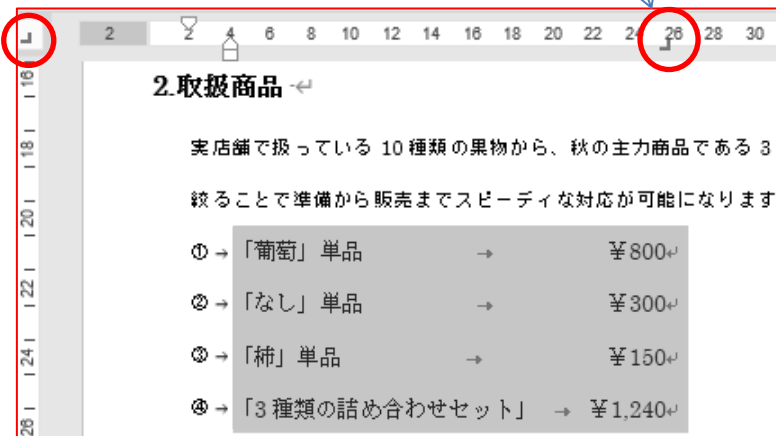 2 2 4 6 8 10 12 14 16 18 20 22 24 26 28 30
16
2.取扱商品
18
実店舗で扱っている 10 種類の果物から、秋の主力商品である 3
20
絞ることで準備から販売までスピーディな対応が可能になります
① → 「葡萄」単品 → ￥800↵
22
② → 「なし」単品 → ￥300↵
24
③ → 「柿」単品 → ￥150↵
26
④ → 「3 種類の詰め合わせセット」 → ￥1,240↵